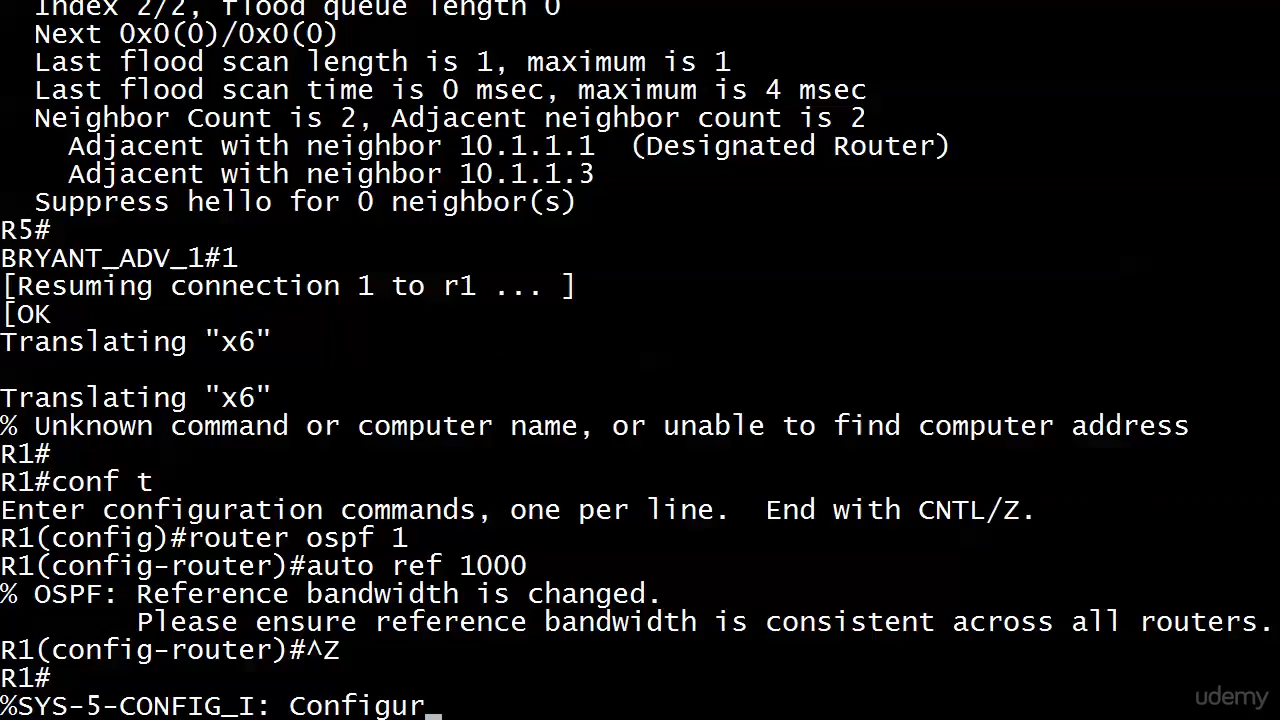 Index 2/2, flood queue length 0
Next 0x0(0)/0x0(0)
Last flood scan length is 1, maximum is 1
Last flood scan time is 0 msec, maximum is 4 msec
Neighbor Count is 2, Adjacent neighbor count is 2
Adjacent with neighbor 10.1.1.1  (Designated Router)
Adjacent with neighbor 10.1.1.3
Suppress hello for 0 neighbor(s)
R5#
BRYANT_ADV_1#1
[Resuming connection 1 to r1 ... ]
[OK
Translating "x6"
Translating "x6"
% Unknown command or computer name, or unable to find computer address
R1#
R1#conf t
Enter configuration commands, one per line.  End with CNTL/Z.
R1(config)#router ospf 1
R1(config-router)#auto ref 1000
% OSPF: Reference bandwidth is changed.
Please ensure reference bandwidth is consistent across all routers.
R1(config-router)#^Z
R1#
%SYS-5-CONFIG_I: Configur_
udemy